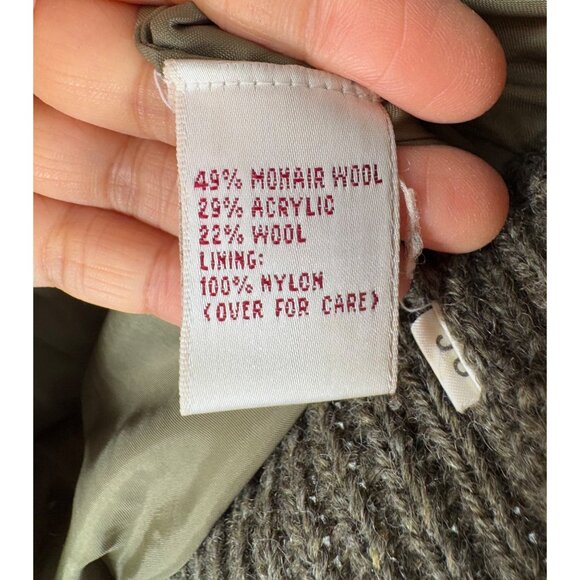 49% MOHAIR WOOL
29% ACRYLIC
22% WOOL
LINING:
100% NYLON
(OVER FOR CARE)